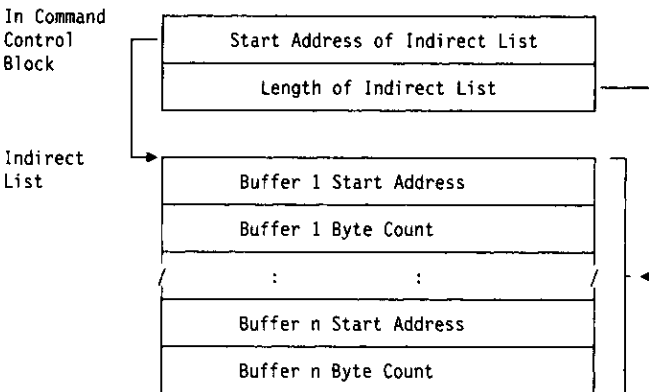 In Command
Control
Block
Start Address of Indirect List
Length of Indirect List
Indirect
List
Buffer 1 Start Address
Buffer 1 Byte Count
: :
Buffer n Start Address
Buffer n Byte Count